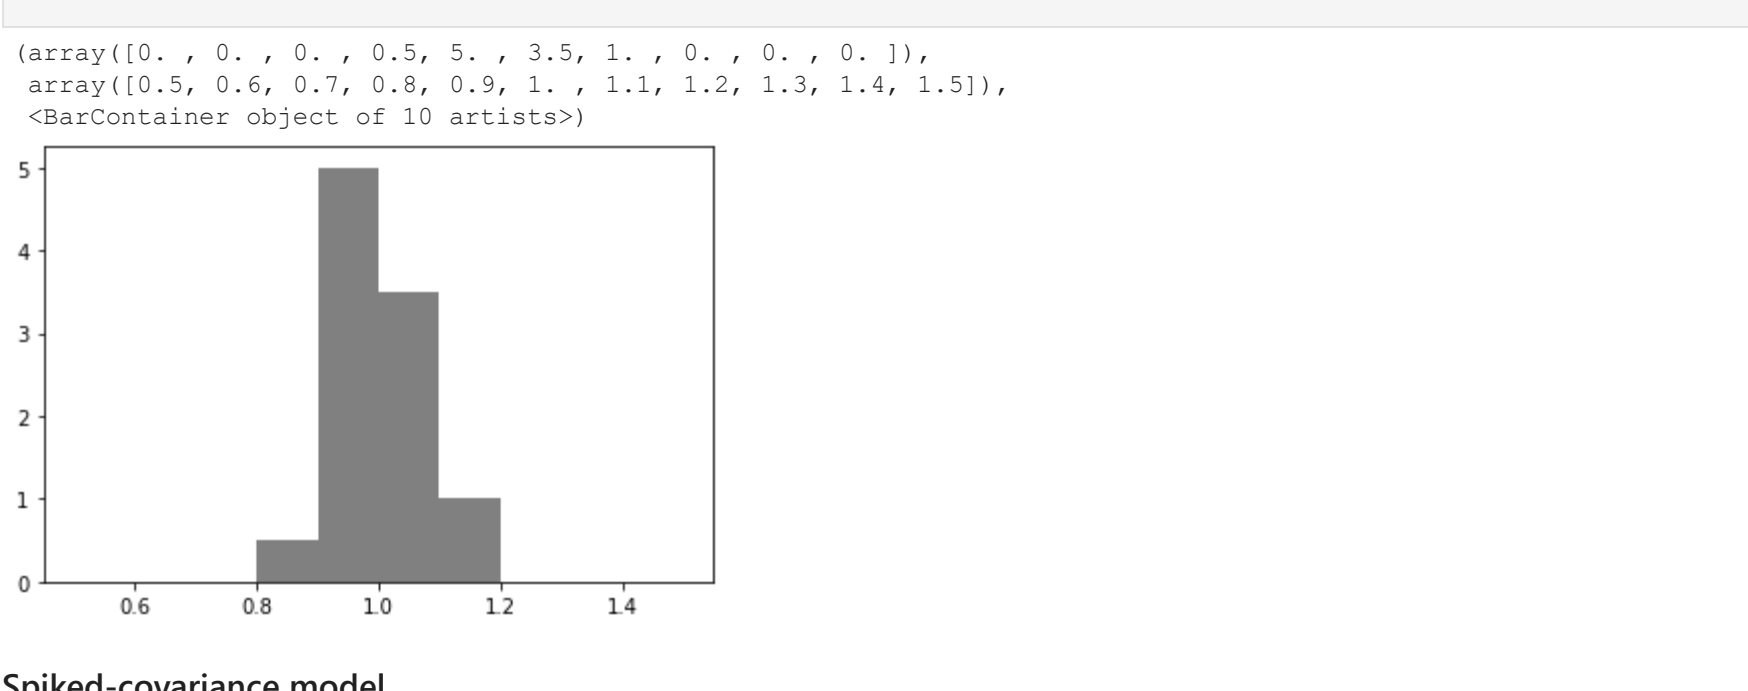 (array([0. , 0. , 0. , 0.5, 5. , 3.5, 1. , 0. , 0. , 0. ]),
array([0.5, 0.6, 0.7, 0.8, 0.9, 1. , 1.1, 1.2, 1.3, 1.4, 1.5]),
<BarContainer object of 10 artists>)
5
4
3
2
1
0
0.6 0.8 1.0 1.2 1.4
Spiked-covariance model